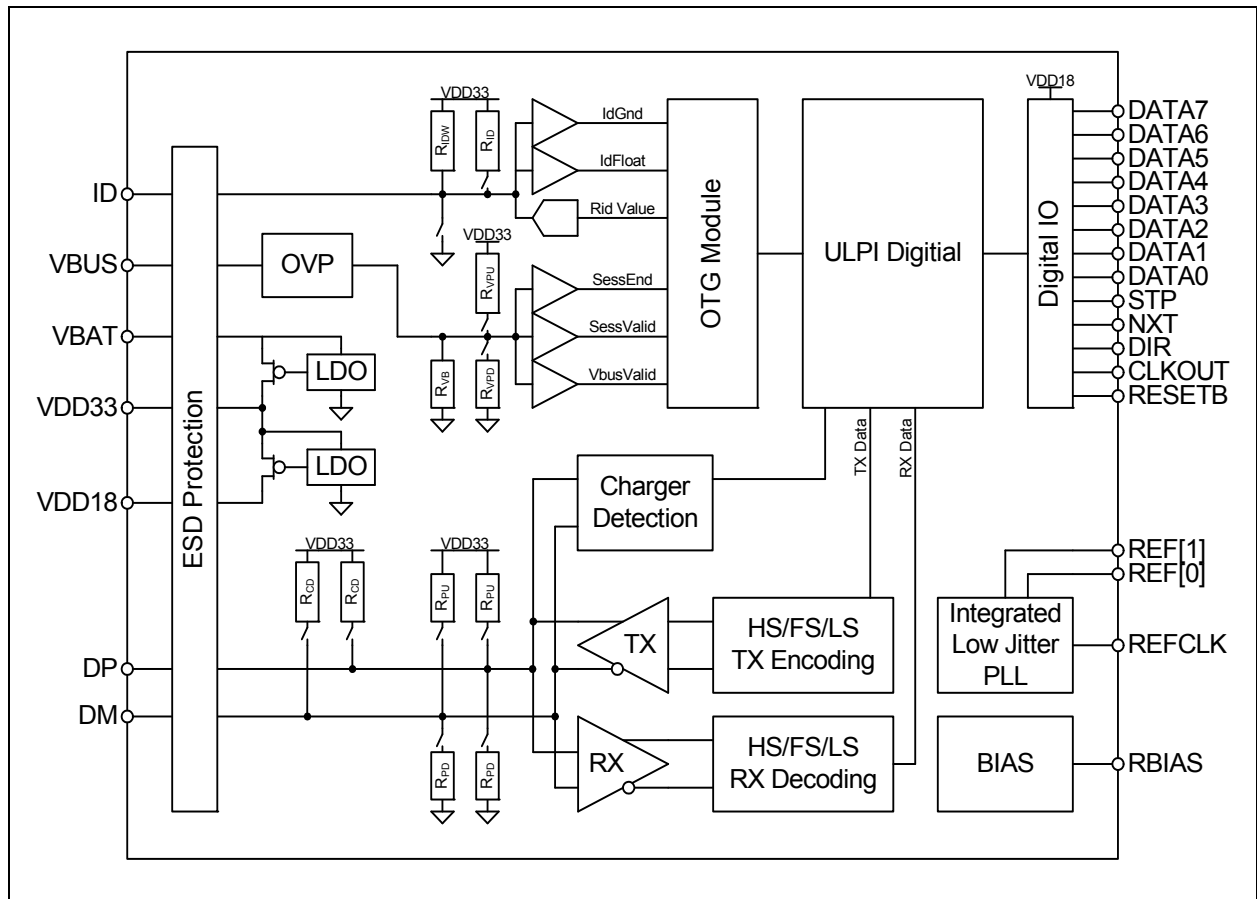 VDD33
VDD18
RIDW
RID
IdGnd
IdFloat
Rid Value
ID
VBUS
OVP
VDD33
RVPU
SessEnd
SessValid
VbusValid
RVB
RVPD
OTG Module
ULPI Digitial
Digital IO
DATA7
DATA6
DATA5
DATA4
DATA3
DATA2
DATA1
DATA0
STP
NXT
DIR
CLKOUT
RESETB
VBAT
LDO
VDD33
LDO
VDD18
ESD Protection
Charger
Detection
TX Data
RX Data
VDD33
RCD
RCD
VDD33
RPU
RPU
DP
DM
RPD
RPD
TX
HS/FS/LS
TX Encoding
RX
HS/FS/LS
RX Decoding
REF[1]
REF[0]
Integrated
Low Jitter
PLL
REFCLK
BIAS
RBIAS